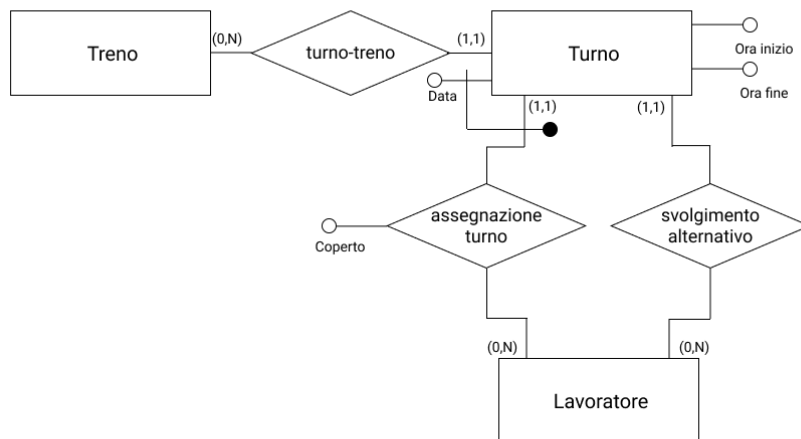 (0,N)
(1,1)
Treno
turno-treno
Turno
Ora inizio
Data
Ora fine
(1,1)
(1,1)
assegnazione
turno
svolgimento
alternativo
Coperto
(0,N)
(0,N)
Lavoratore